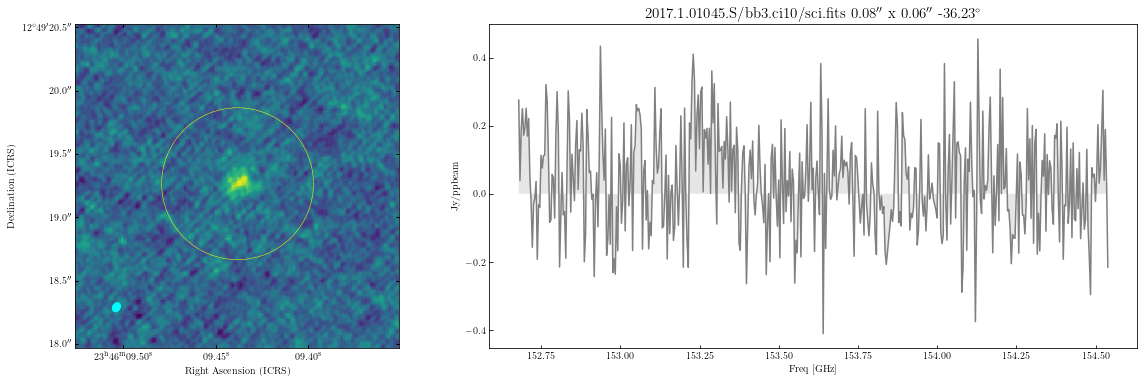 2017.1.01045.S/bb3.ci10/sci.fits 0.08″ x 0.06″ -36.23°
12°49′20.5″
20.0″
19.5″
19.0″
18.5″
18.0″
Declination (ICRS)
23h46m09.50s
09.45s
09.40s
Right Ascension (ICRS)
0.4
0.2
0.0
−0.2
−0.4
Jy/ppbeam
152.75
153.00
153.25
153.50
153.75
154.00
154.25
154.50
Freq [GHz]